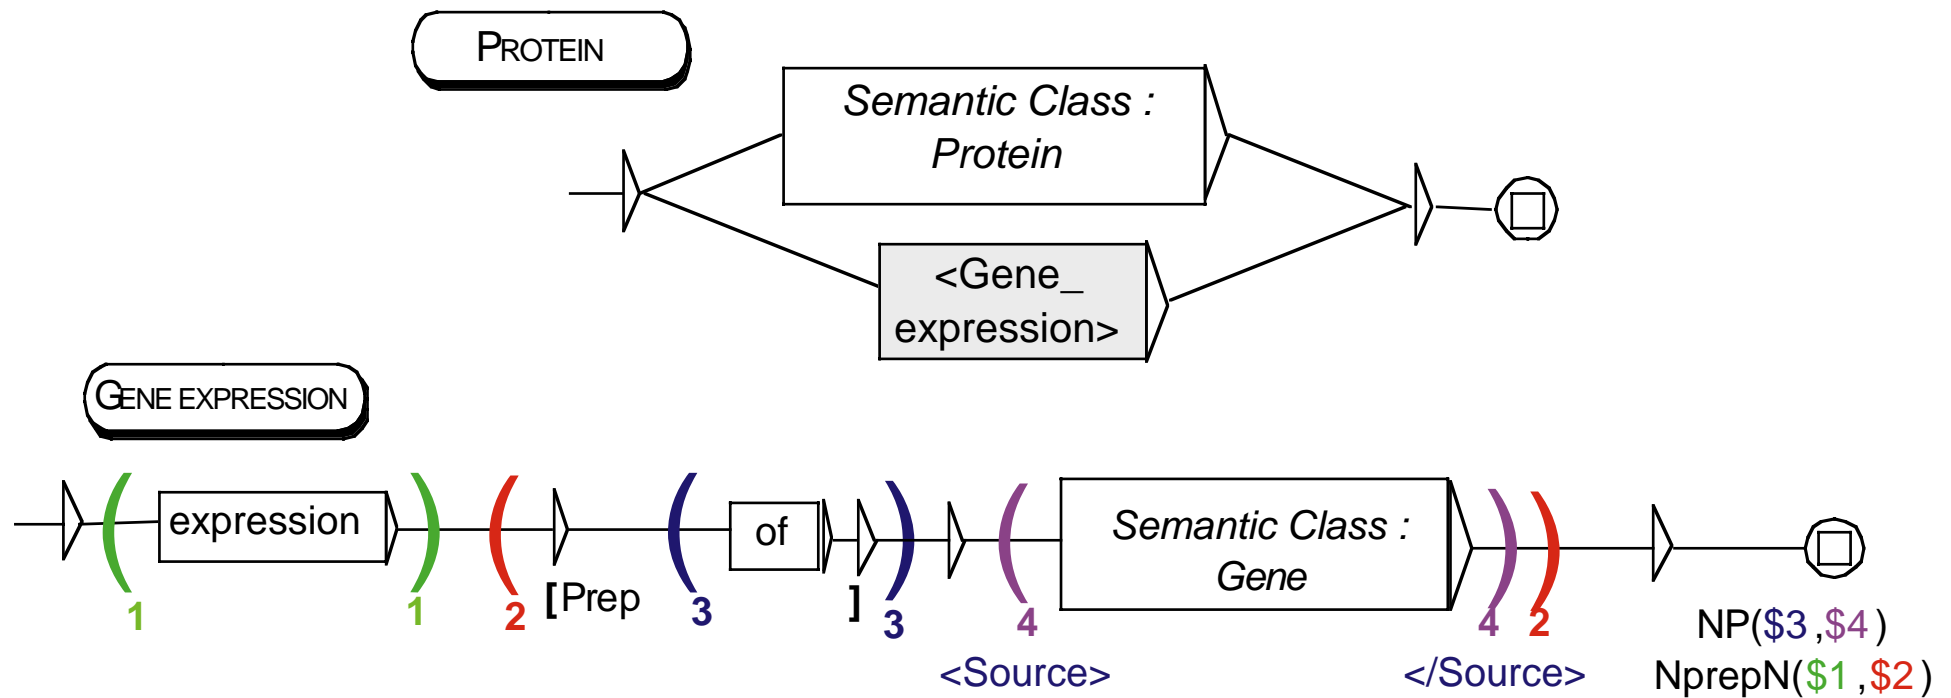 PROTEIN
Semantic Class :
Protein
<Gene_
expression>
GENE EXPRESSION
( expression ) ( ( of ) ( Semantic Class : ) )
Gene
1 1 2 [Prep 3 ] 3 4 4 2
NP($3,$4)
<Source> </Source> NprepN($1,$2)